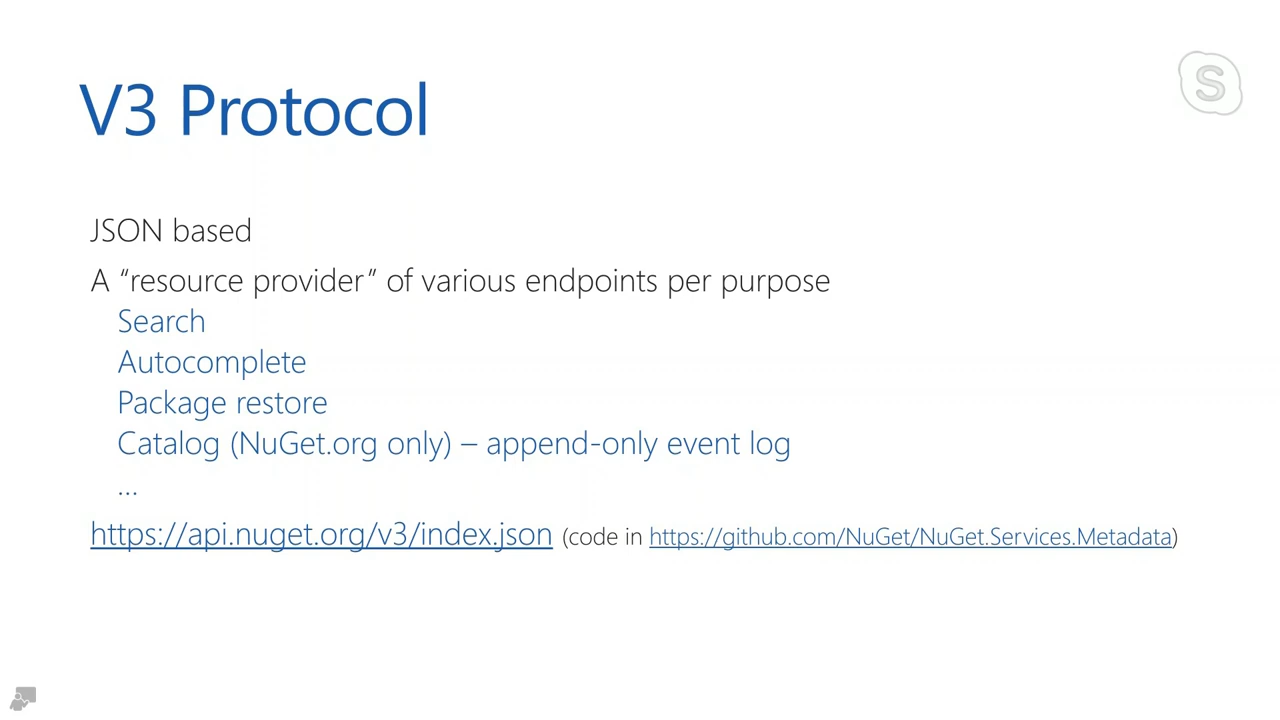 V3 Protocol
S
JSON based
A “resource provider” of various endpoints per purpose
Search
Autocomplete
Package restore
Catalog (NuGet.org only) – append-only event log
...
https://api.nuget.org/v3/index.json (code in https://github.com/NuGet/NuGet.Services.Metadata)